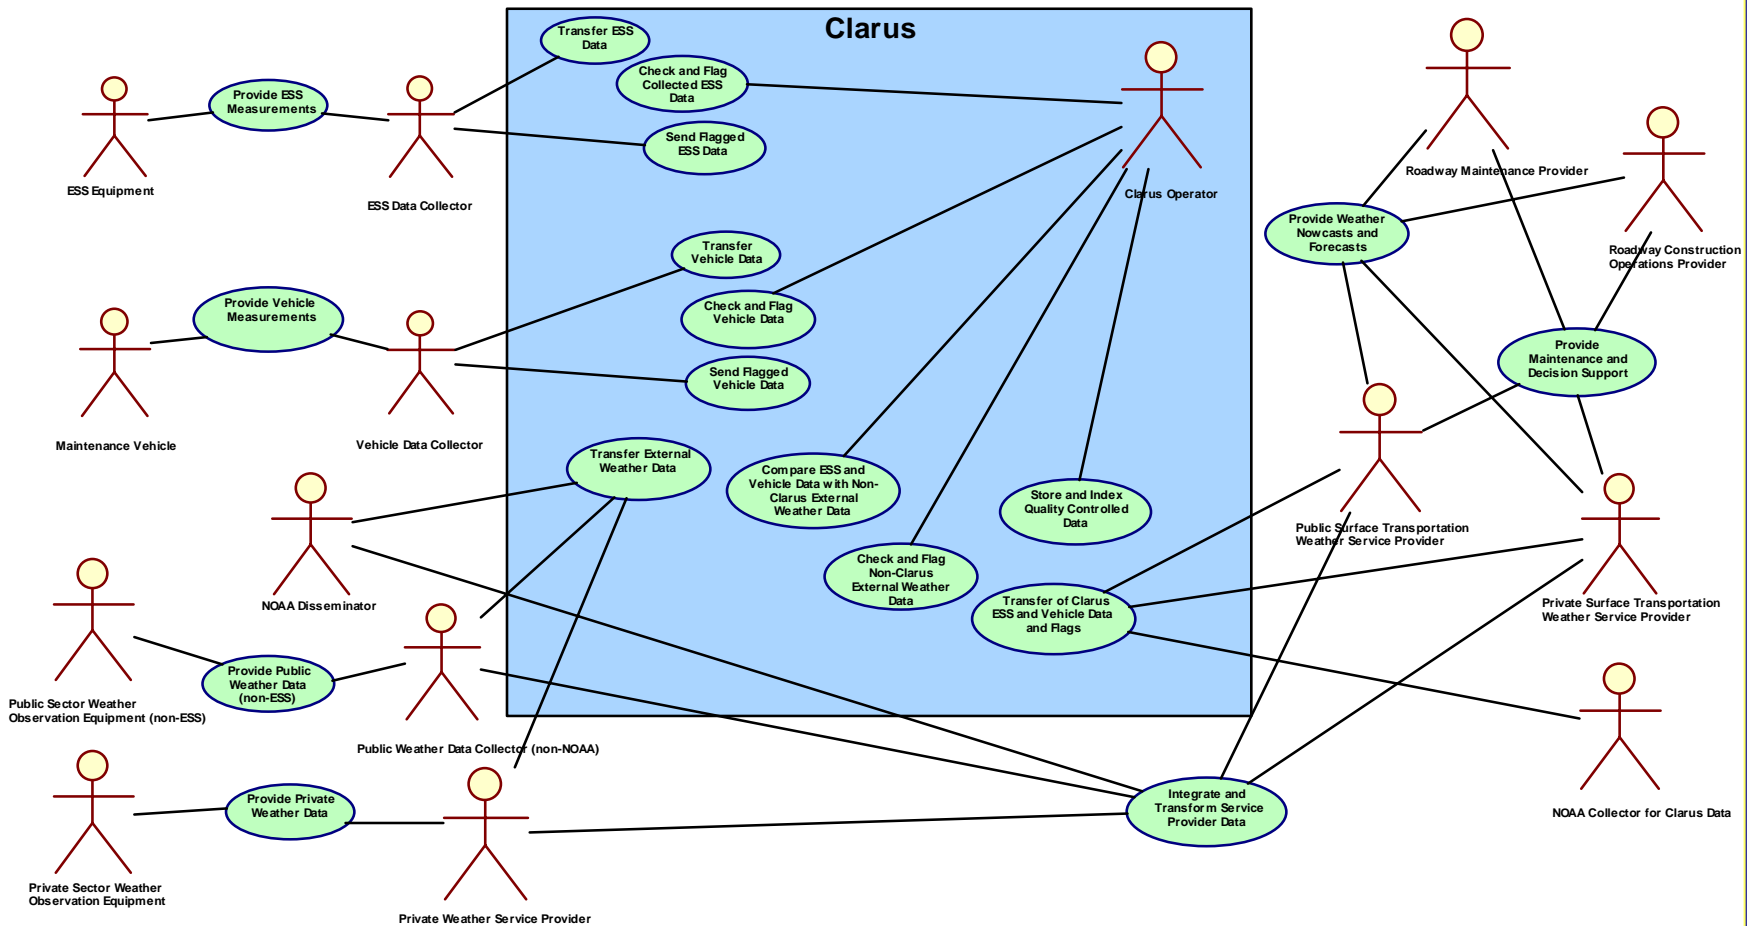 Clarus
Transfer ESS
Data
Check and Flag
Collected ESS
Data
Provide ESS
Measurements
Send Flagged
ESS Data
ESS Equipment
ESS Data Collector
Clarus Operator
Roadway Maintenance Provider
Provide Weather
Nowcasts and
Forecasts
Roadway Construction
Operations Provider
Transfer
Vehicle Data
Provide Vehicle
Measurements
Check and Flag
Vehicle Data
Send Flagged
Vehicle Data
Provide
Maintenance and
Decision Support
Maintenance Vehicle
Vehicle Data Collector
Transfer External
Weather Data
Compare ESS and
Vehicle Data with Non-
Clarus External
Weather Data
Store and Index
Quality Controlled
Data
Public Surface Transportation
Weather Service Provider
Check and Flag
Non-Clarus
External Weather
Data
NOAA Disseminator
Transfer of Clarus
ESS and Vehicle Data
and Flags
Private Surface Transportation
Weather Service Provider
Provide Public
Weather Data
(non-ESS)
Public Sector Weather
Observation Equipment (non-ESS)
Public Weather Data Collector (non-NOAA)
Provide Private
Weather Data
Integrate and
Transform Service
Provider Data
NOAA Collector for Clarus Data
Private Sector Weather
Observation Equipment
Private Weather Service Provider